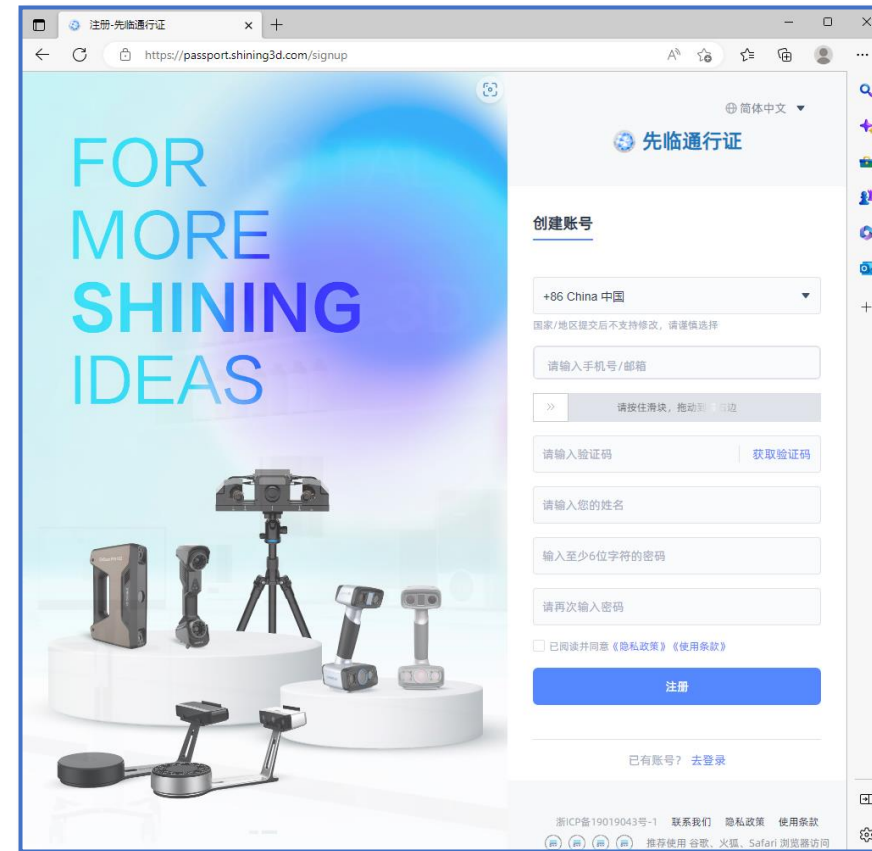 注册-先临通行证
https://passport.shining3d.com/signup
FOR
MORE
SHINING
IDEAS
简体中文
先临通行证
创建账号
+86 China 中国
国家/地区提交后不支持修改，请谨慎选择
请输入手机号/邮箱
请按住滑块，拖动到 右边
请输入验证码
获取验证码
请输入您的姓名
输入至少6位字符的密码
请再次输入密码
已阅读并同意《隐私政策》《使用条款》
注册
已有账号？ 去登录
浙ICP备19019043号-1 联系我们 隐私政策 使用条款
推荐使用 谷歌、火狐、Safari 浏览器访问